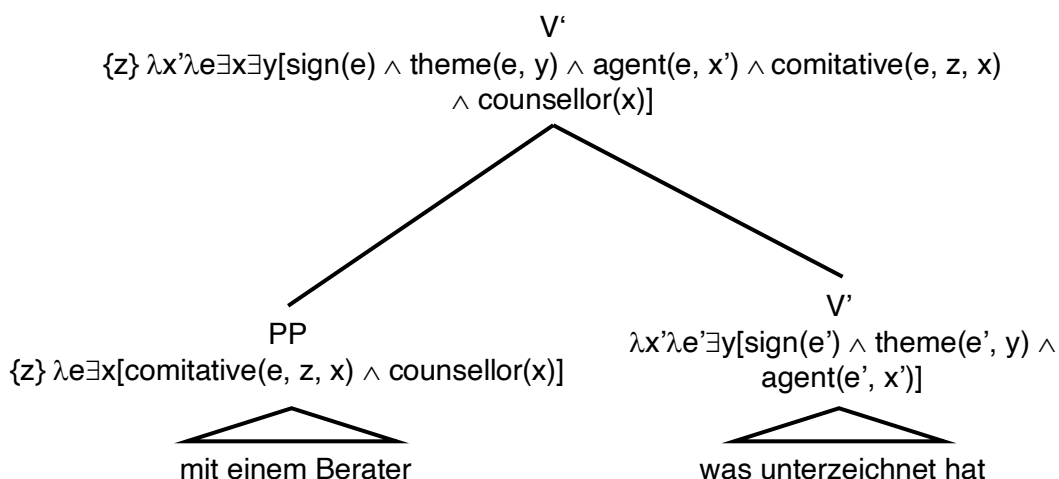 V‘
{z} λx’λe∃x∃y[sign(e) ∧ theme(e, y) ∧ agent(e, x’) ∧ comitative(e, z, x)
∧ counsellor(x)]
PP
{z} λe∃x[comitative(e, z, x) ∧ counsellor(x)]
mit einem Berater
V’
λx’λe’∃y[sign(e’) ∧ theme(e’, y) ∧
agent(e’, x’)]
was unterzeichnet hat